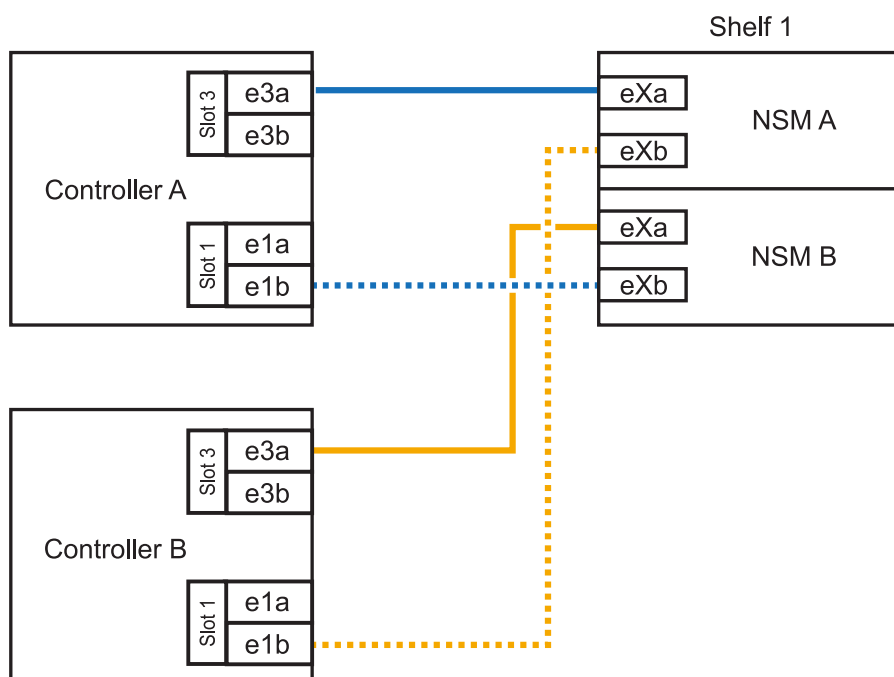 Shelf 1
Controller A
Slot 3
e3a
e3b
Slot 1
e1a
e1b
eXa
eXb
NSM A
eXa
eXb
NSM B
Controller B
Slot 3
e3a
e3b
Slot 1
e1a
e1b